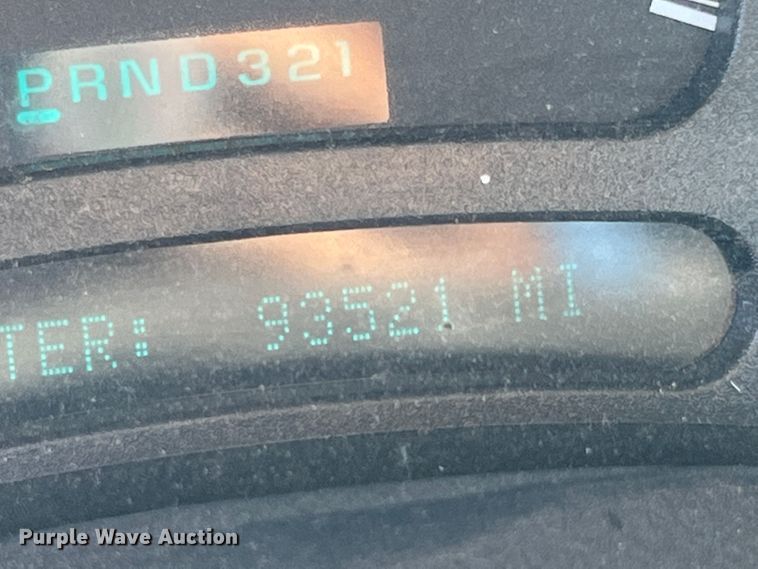 PRND321
TER: 93521 MI
Purple Wave Auction